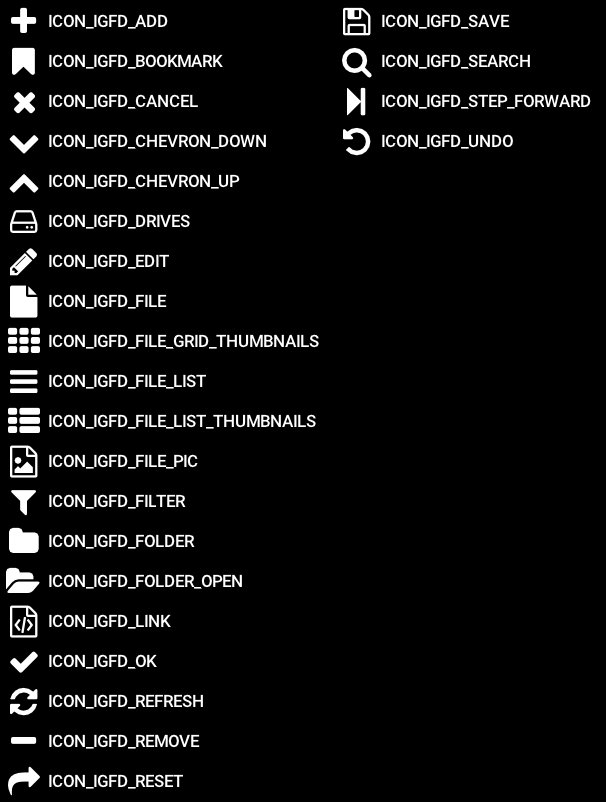 ICON_IGFD_ADD
ICON_IGFD_BOOKMARK
ICON_IGFD_CANCEL
ICON_IGFD_CHEVRON_DOWN
ICON_IGFD_CHEVRON_UP
ICON_IGFD_DRIVES
ICON_IGFD_EDIT
ICON_IGFD_FILE
ICON_IGFD_FILE_GRID_THUMBNAILS
ICON_IGFD_FILE_LIST
ICON_IGFD_FILE_LIST_THUMBNAILS
ICON_IGFD_FILE_PIC
ICON_IGFD_FILTER
ICON_IGFD_FOLDER
ICON_IGFD_FOLDER_OPEN
ICON_IGFD_LINK
ICON_IGFD_OK
ICON_IGFD_REFRESH
ICON_IGFD_REMOVE
ICON_IGFD_RESET
ICON_IGFD_SAVE
ICON_IGFD_SEARCH
ICON_IGFD_STEP_FORWARD
ICON_IGFD_UNDO